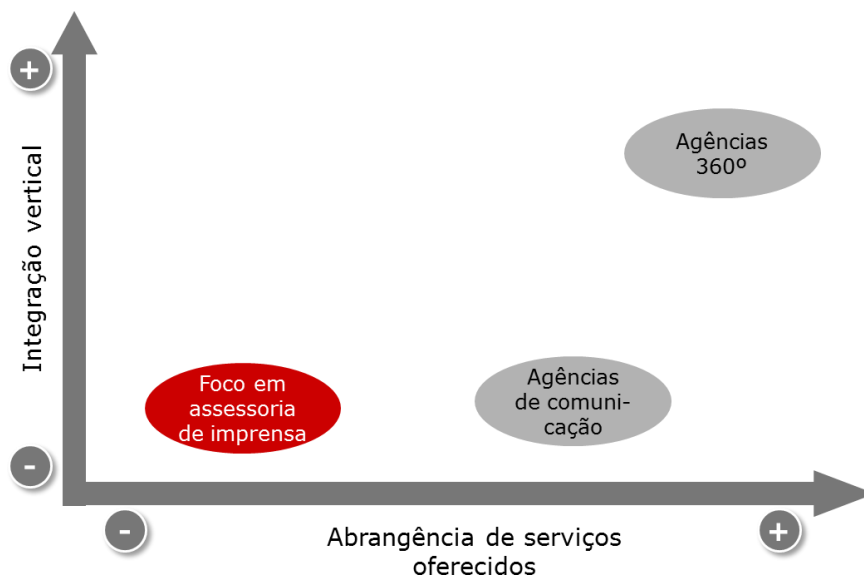 +
Integração vertical
-
Agências
360º
Foco em
assessoria
de imprensa
Agências
de comuni-
cação
-
+
Abrangência de serviços
oferecidos